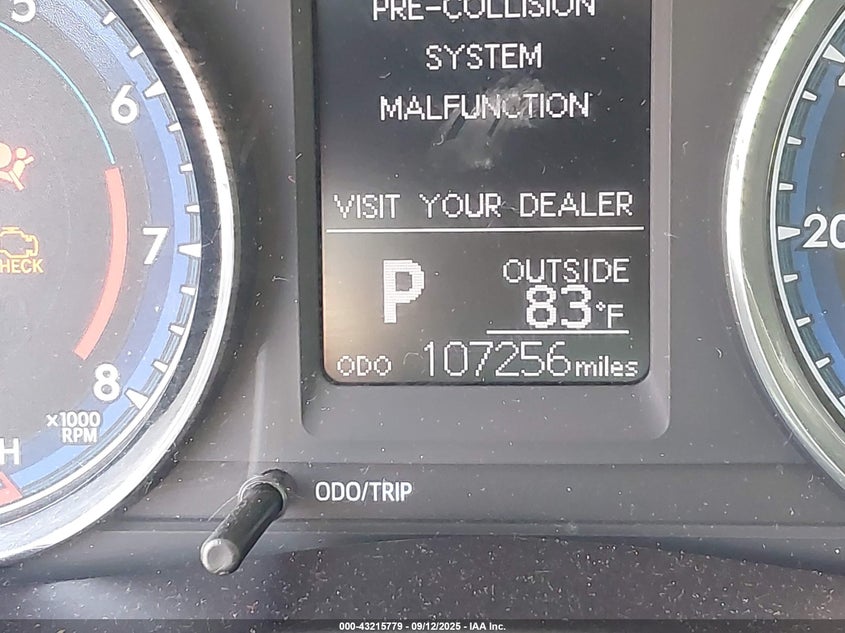 PRE-COLLISION
SYSTEM
MALFUNCTION
VISIT YOUR DEALER
P
OUTSIDE
83°F
ODO 107256 miles
5
6
7
8
x1000
RPM
CHECK
H
20
ODO/TRIP
000-43215779 - 09/12/2025 - IAA Inc.